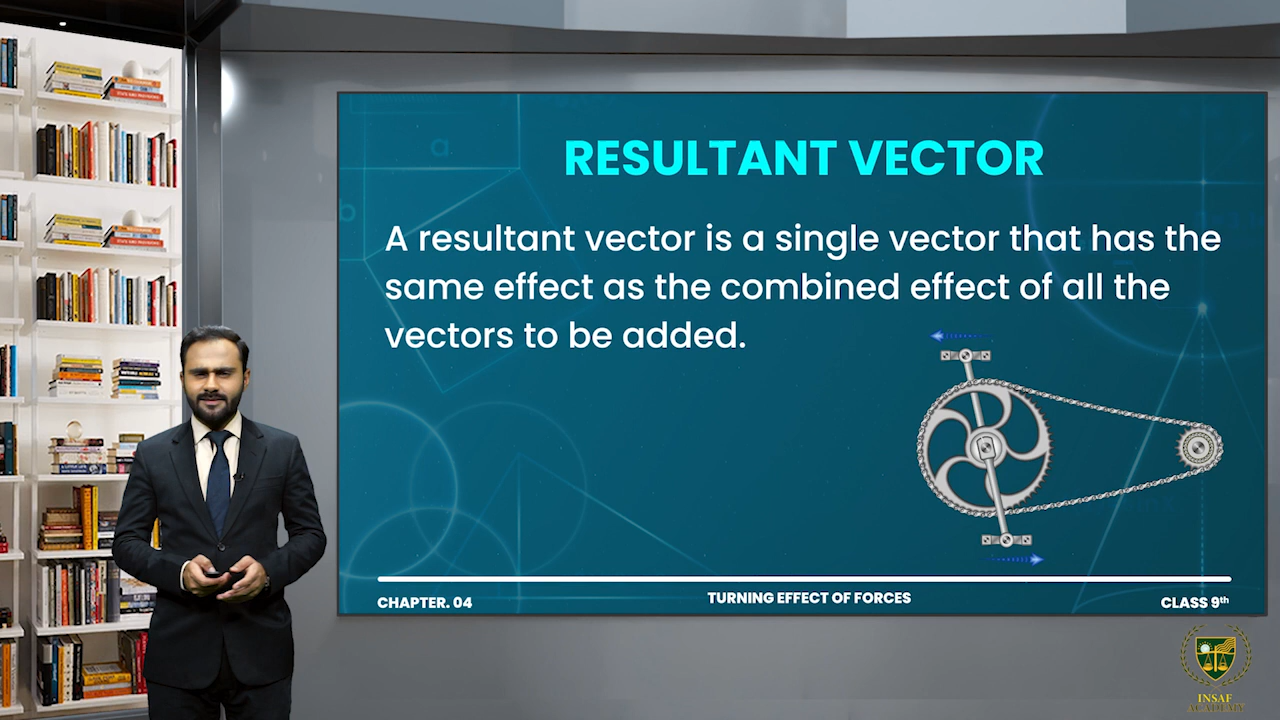 RESULTANT VECTOR
A resultant vector is a single vector that has the
same effect as the combined effect of all the
vectors to be added.
CHAPTER. 04
TURNING EFFECT OF FORCES
CLASS 9th
INSAF
ACADEMY